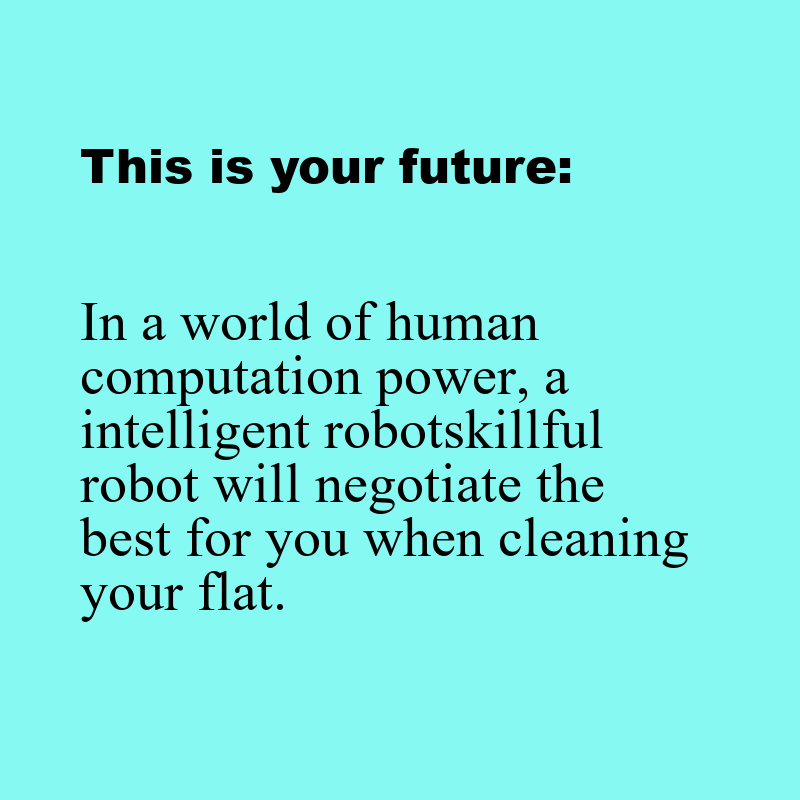 This is your future:
In a world of human
computation power, a
intelligent robotskillful
robot will negotiate the
best for you when cleaning
your flat.